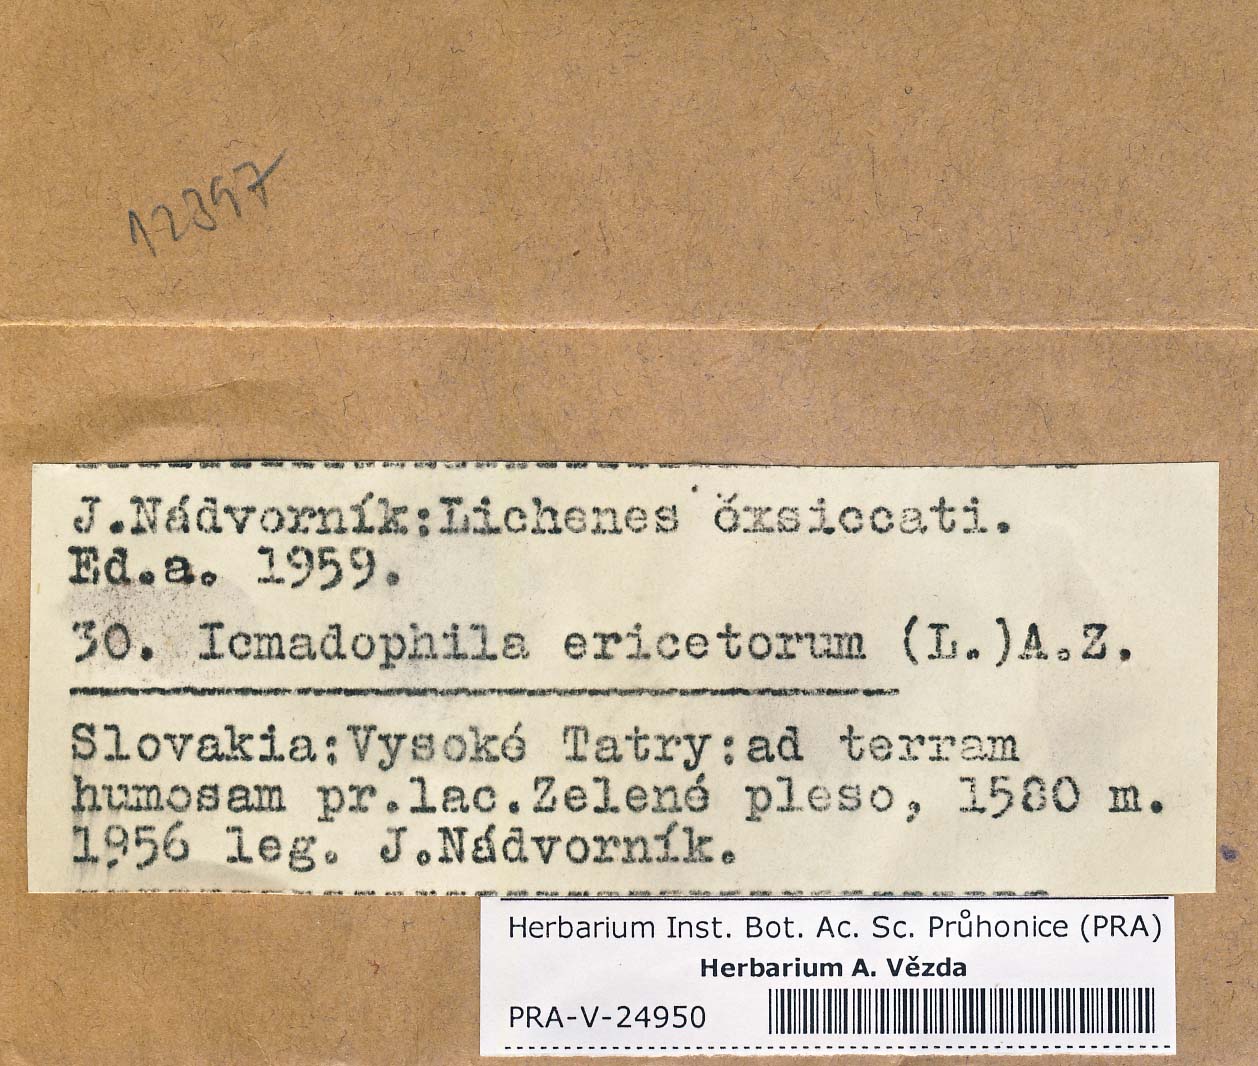 12397
J.Nádvorník:Lichenes exsiccati.
Ed.a. 1959.
30. Icmadophila ericetorum (L.)A.Z.
Slovakia:Vysoké Tatry:ad terram
humosam pr.lac.Zelené pleso, 1580 m.
1956 leg. J.Nádvorník.
Herbarium Inst. Bot. Ac. Sc. Průhonice (PRA)
Herbarium A. Vězda
PRA-V-24950